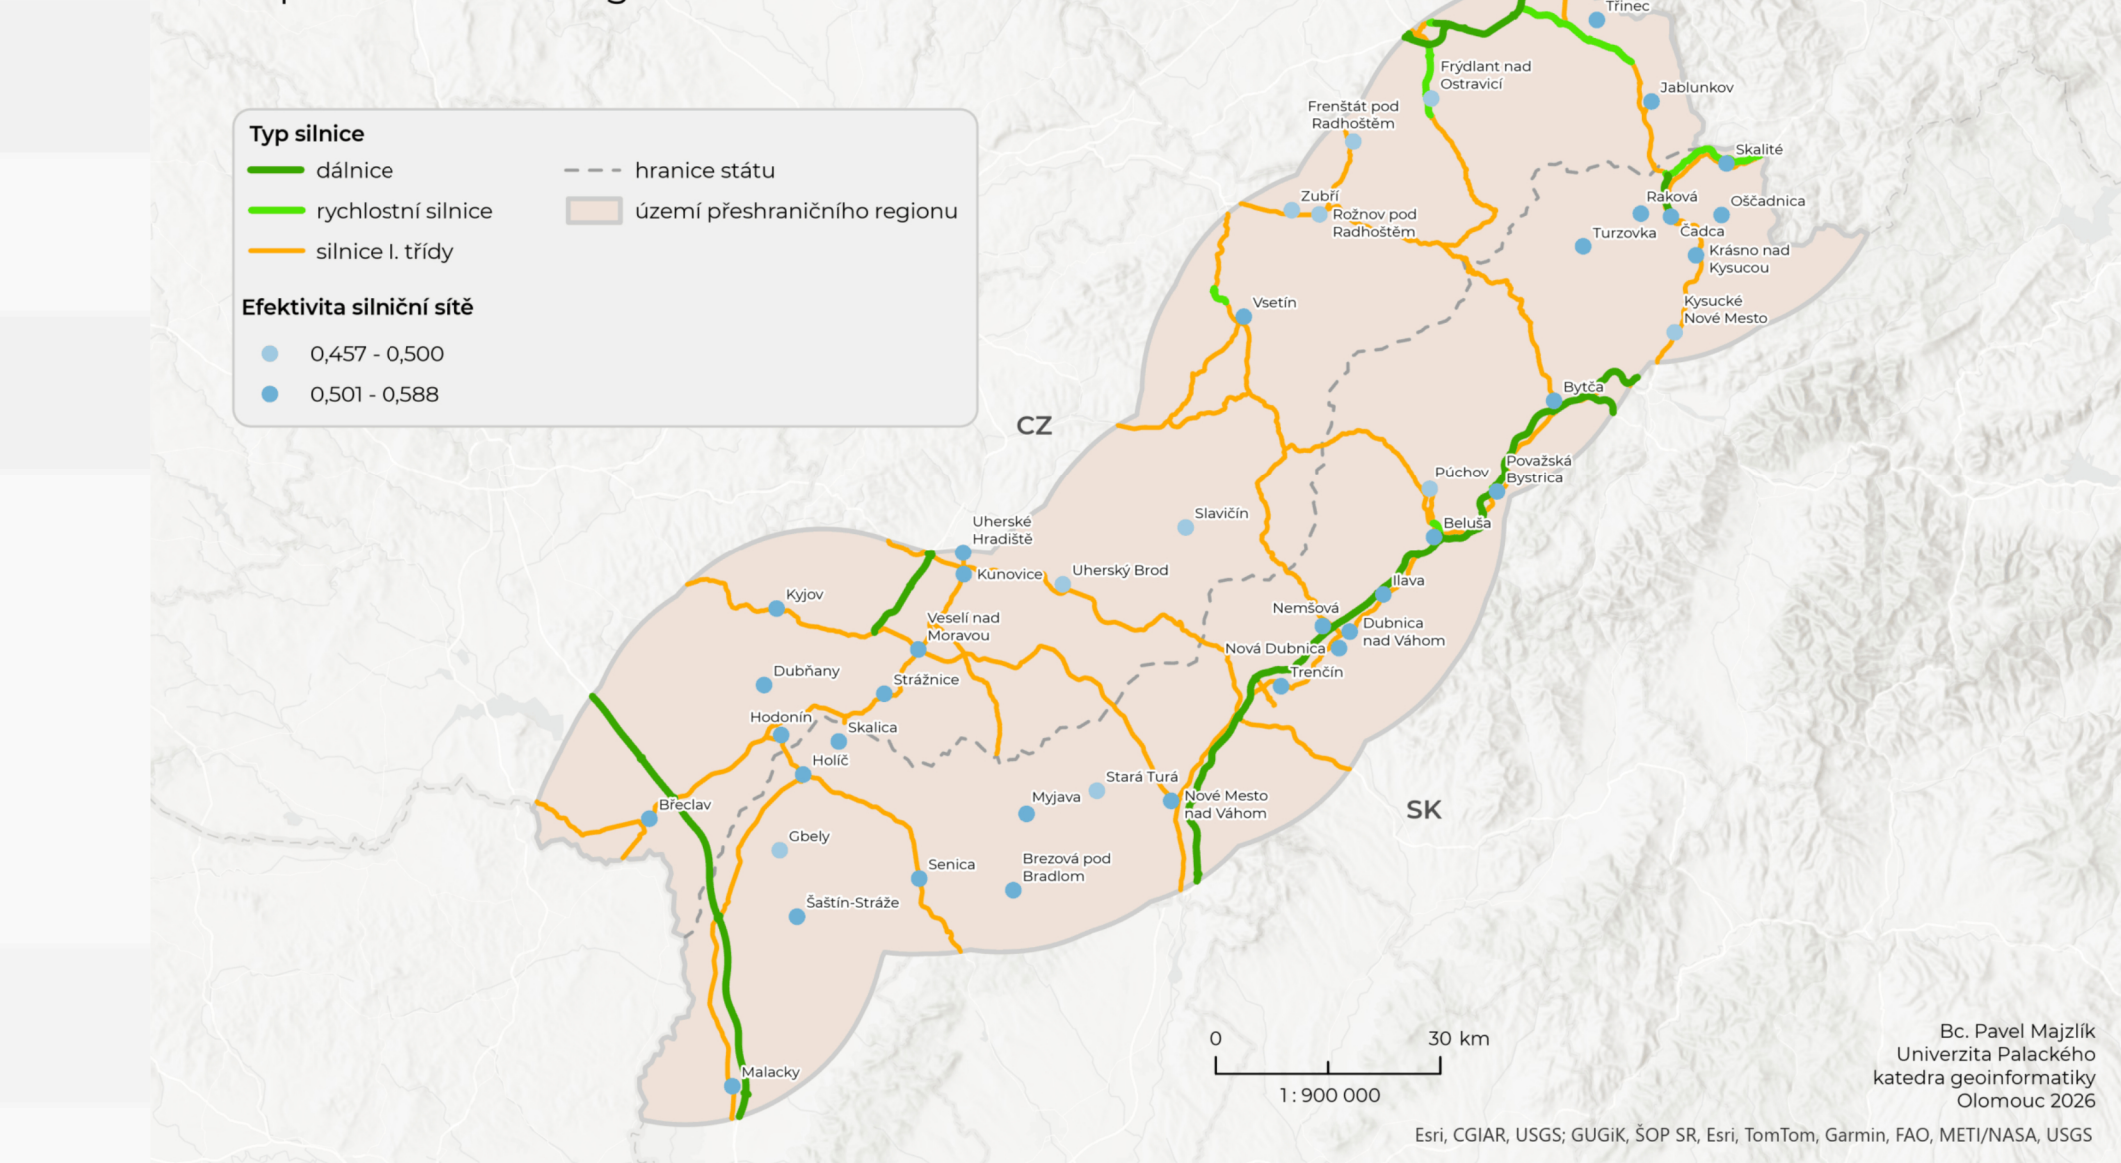 Typ silnice
dálnice
rychlostní silnice
silnice I. třídy
hranice státu
území přeshraničního regionu
Efektivita silniční sítě
0,457 - 0,500
0,501 - 0,588
Třinec
Frýdlant nad
Ostravicí
Jablunkov
Frenštát pod
Radhoštěm
Skalité
Zubří
Rožnov pod
Radhoštěm
Raková
Oščadnica
Turzovka
Čadca
Krásno nad
Kysucou
Vsetín
Kysucké
Nové Mesto
Bytča
CZ
Púchov
Považská
Bystrica
Slavičín
Beluša
Uherské
Hradiště
Kunovice
Uherský Brod
Ilava
Kyjov
Nemšová
Veselí nad
Moravou
Dubnica
nad Váhom
Nová Dubnica
Dubňany
Strážnice
Trenčín
Hodonín
Skalica
Holíč
Stará Turá
Myjava
Nové Mesto
nad Váhom
Břeclav
SK
Gbely
Senica
Brezová pod
Bradlom
Šaštín-Stráže
Malacky
0
30 km
1 : 900 000
Bc. Pavel Majzlík
Univerzita Palackého
katedra geoinformatiky
Olomouc 2026
Esri, CGIAR, USGS; GUGiK, ŠOP SR, Esri, TomTom, Garmin, FAO, METI/NASA, USGS